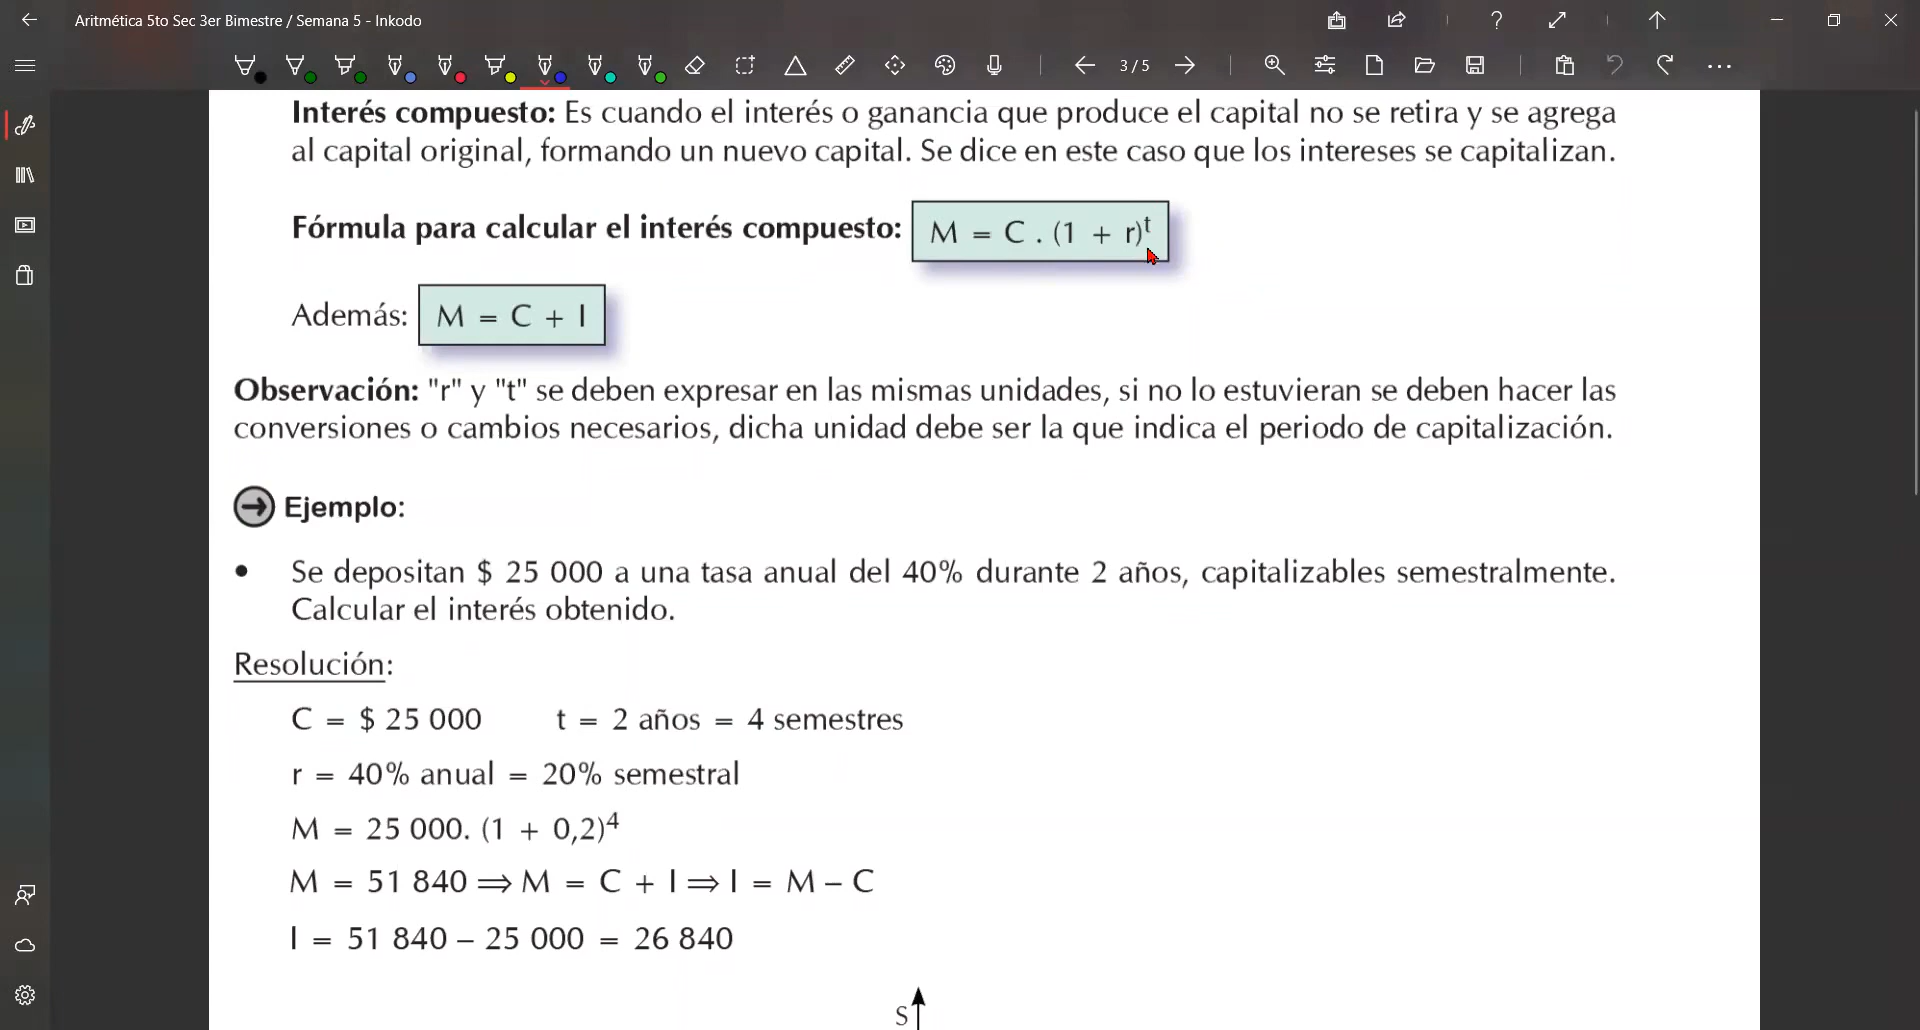 Aritmética 5to Sec 3er Bimestre / Semana 5 - Inkodo
3 / 5
Interés compuesto: Es cuando el interés o ganancia que produce el capital no se retira y se agrega
al capital original, formando un nuevo capital. Se dice en este caso que los intereses se capitalizan.
Fórmula para calcular el interés compuesto: M = C . (1 + r)^t
Además: M = C + I
Observación: "r" y "t" se deben expresar en las mismas unidades, si no lo estuvieran se deben hacer las
conversiones o cambios necesarios, dicha unidad debe ser la que indica el periodo de capitalización.
Ejemplo:
• Se depositan $ 25 000 a una tasa anual del 40% durante 2 años, capitalizables semestralmente.
Calcular el interés obtenido.
Resolución:
C = $ 25 000 t = 2 años = 4 semestres
r = 40% anual = 20% semestral
M = 25 000. (1 + 0,2)^4
M = 51 840 ⇒ M = C + I ⇒ I = M – C
I = 51 840 – 25 000 = 26 840
S